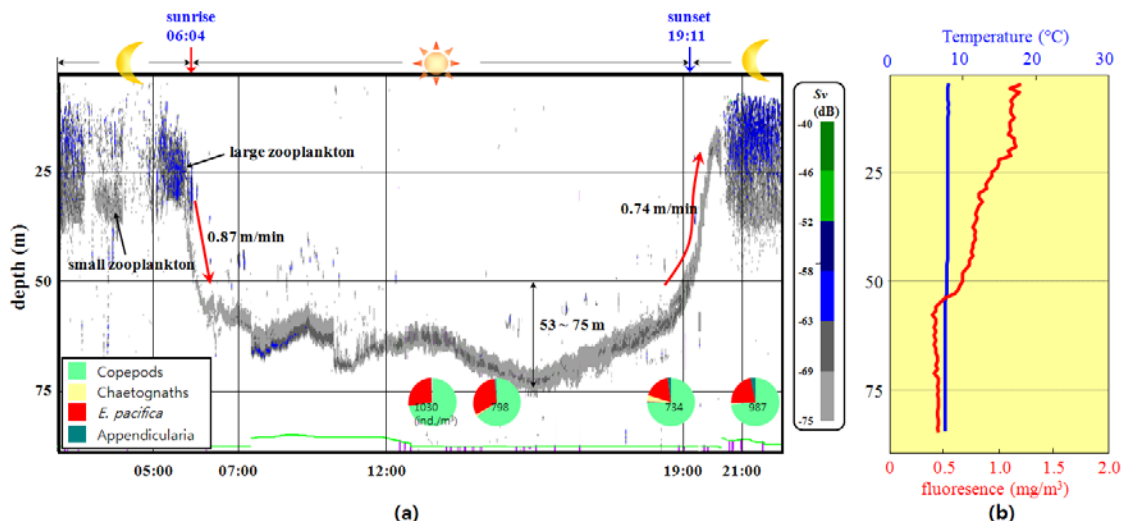 sunrise
06:04
sunset
19:11
Sv
(dB)
-40
-46
-52
-58
-63
-69
-75
depth (m)
25
50
75
large zooplankton
small zooplankton
0.87 m/min
0.74 m/min
53 ~ 75 m
Copepods
Chaetognaths
E. pacifica
Appendicularia
1030
(ind./m³)
798
734
987
05:00
07:00
12:00
19:00
21:00
(a)
Temperature (°C)
0
10
20
30
25
50
75
0
0.5
1.0
1.5
2.0
fluoresence (mg/m³)
(b)